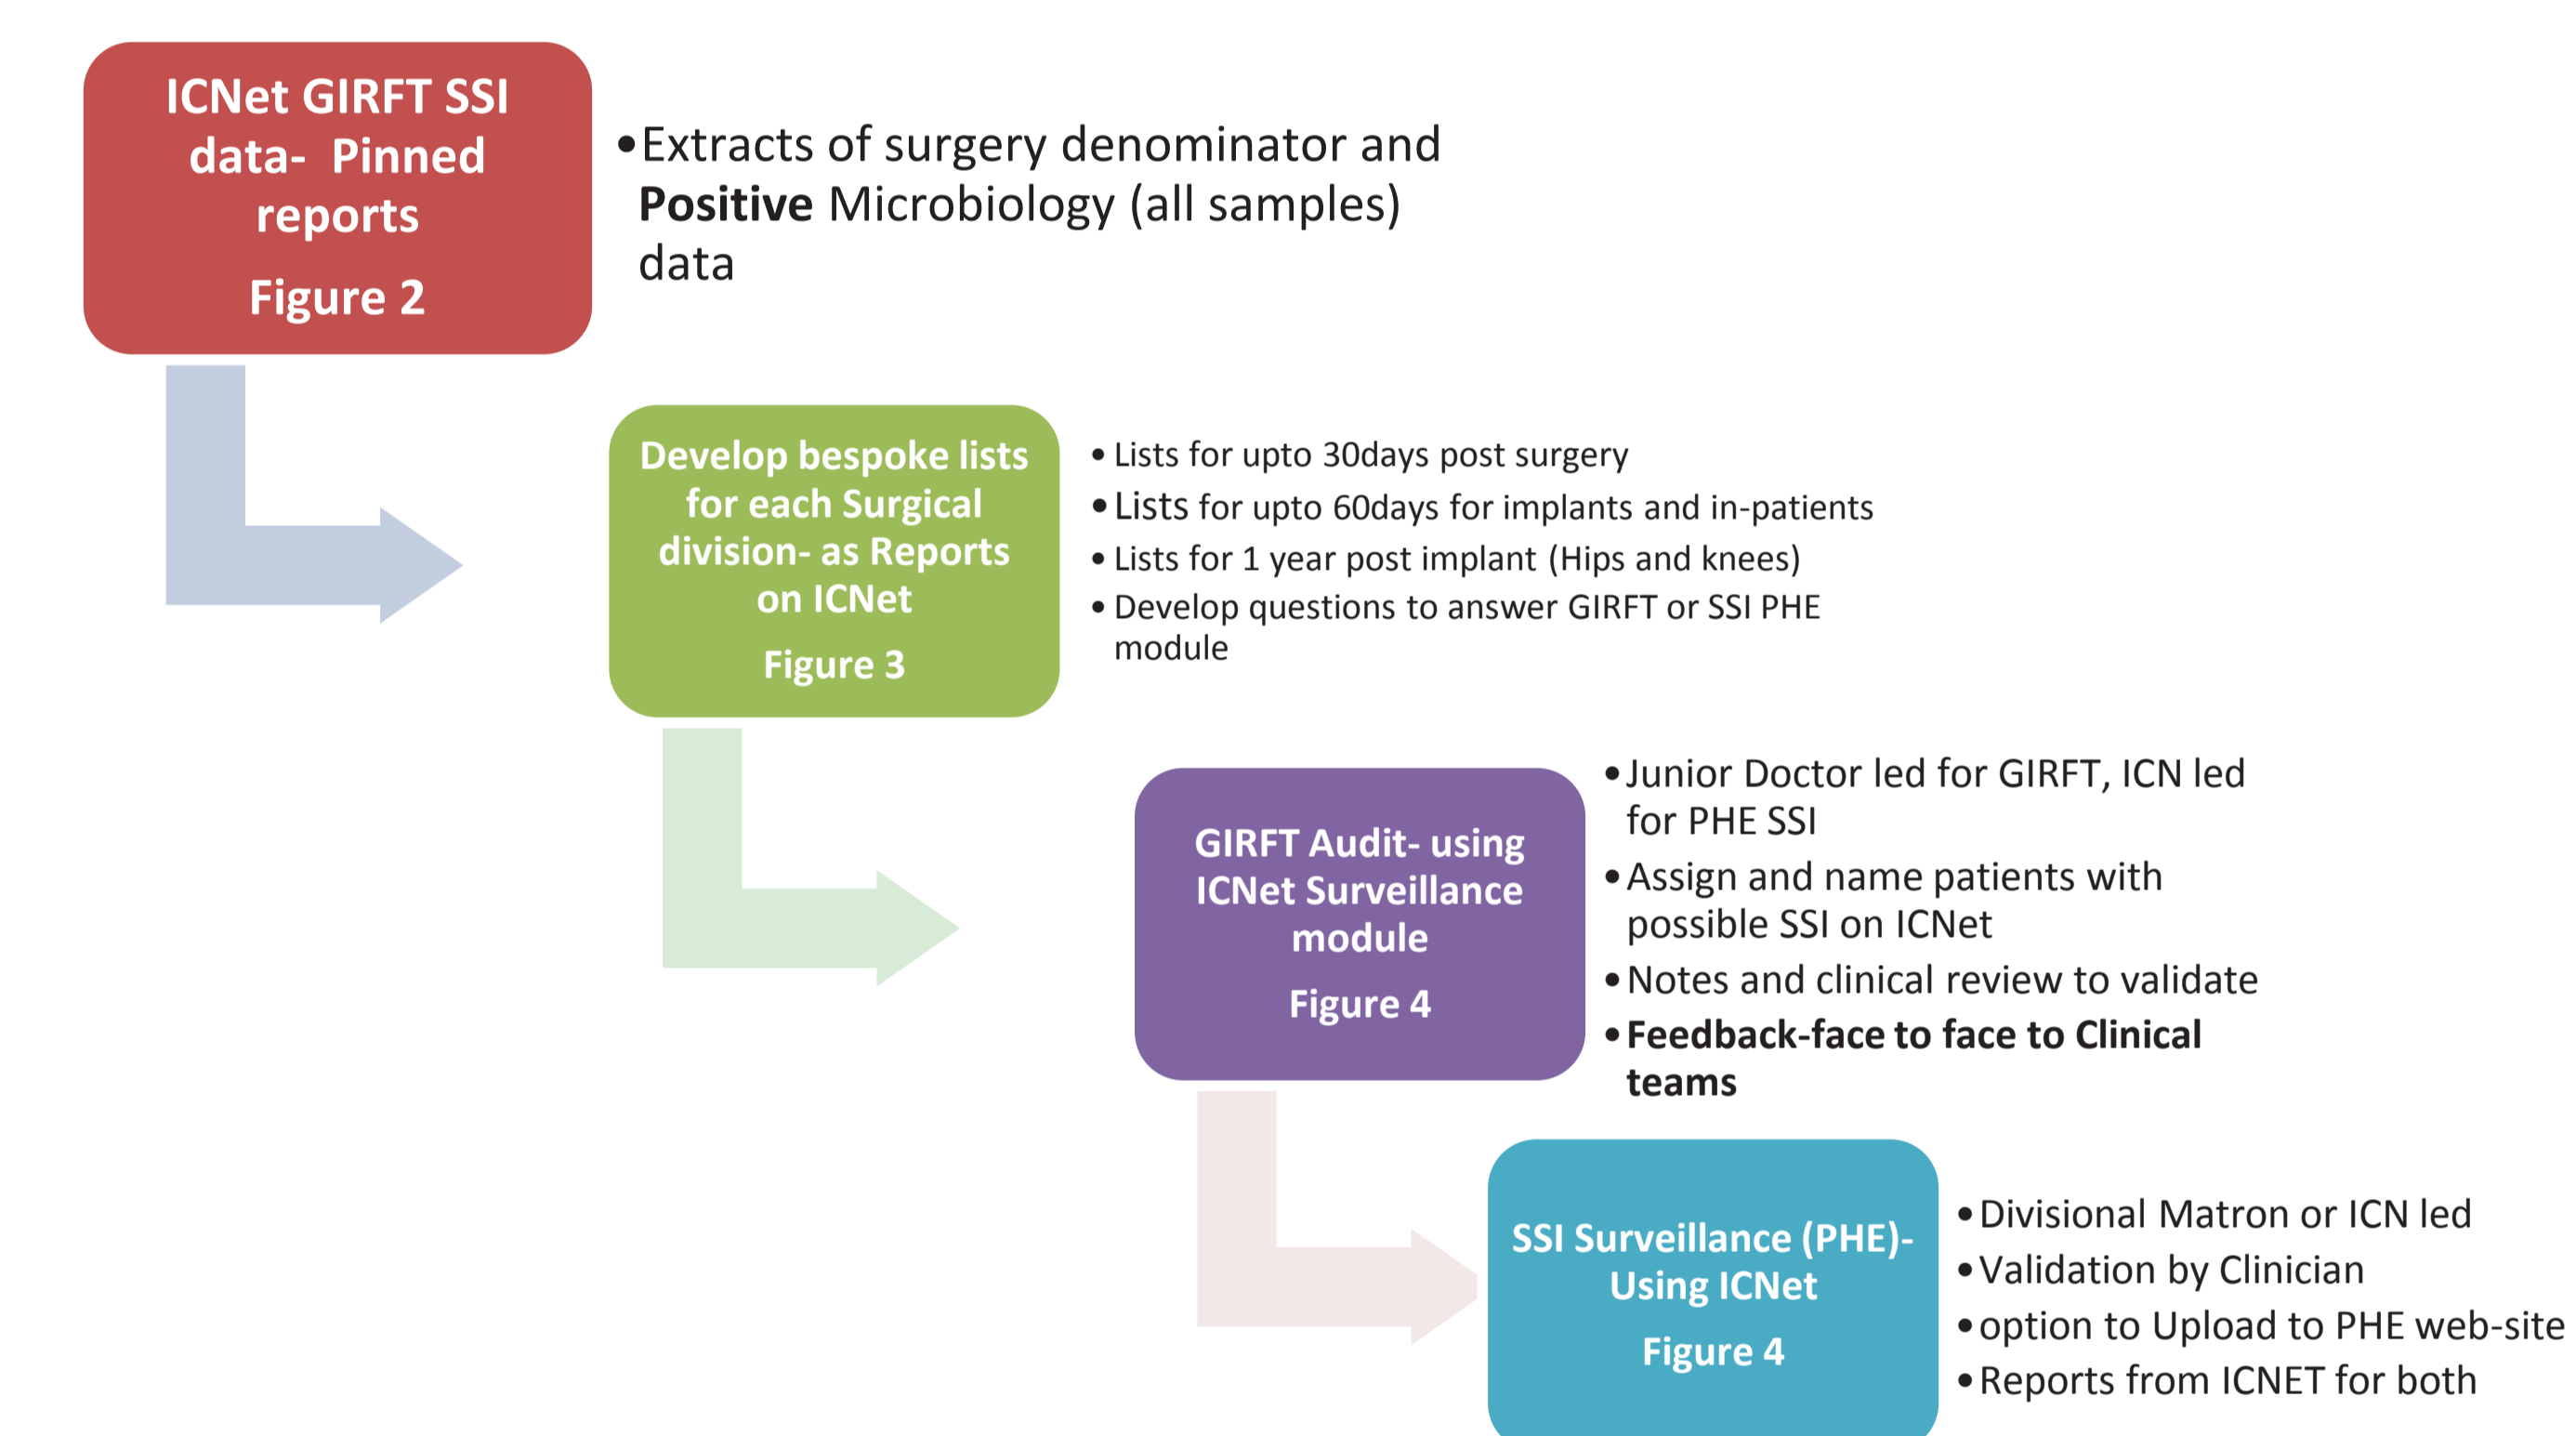 ICNet GIRFT SSI
data-  Pinned
reports
Figure 2
•Extracts of surgery denominator and
Positive Microbiology (all samples)
data
Develop bespoke lists
for each Surgical
division- as Reports
on ICNet
Figure 3
• Lists for upto 30days post surgery
• Lists for upto 60days for implants and in-patients
• Lists for 1 year post implant (Hips and knees)
• Develop questions to answer GIRFT or SSI PHE
module
GIRFT Audit- using
ICNet Surveillance
module
Figure 4
•Junior Doctor led for GIRFT, ICN led
for PHE SSI
•Assign and name patients with
possible SSI on ICNet
•Notes and clinical review to validate
•Feedback-face to face to Clinical
teams
SSI Surveillance (PHE)-
Using ICNet
Figure 4
•Divisional Matron or ICN led
•Validation by Clinician
•option to Upload to PHE web-site
•Reports from ICNET for both